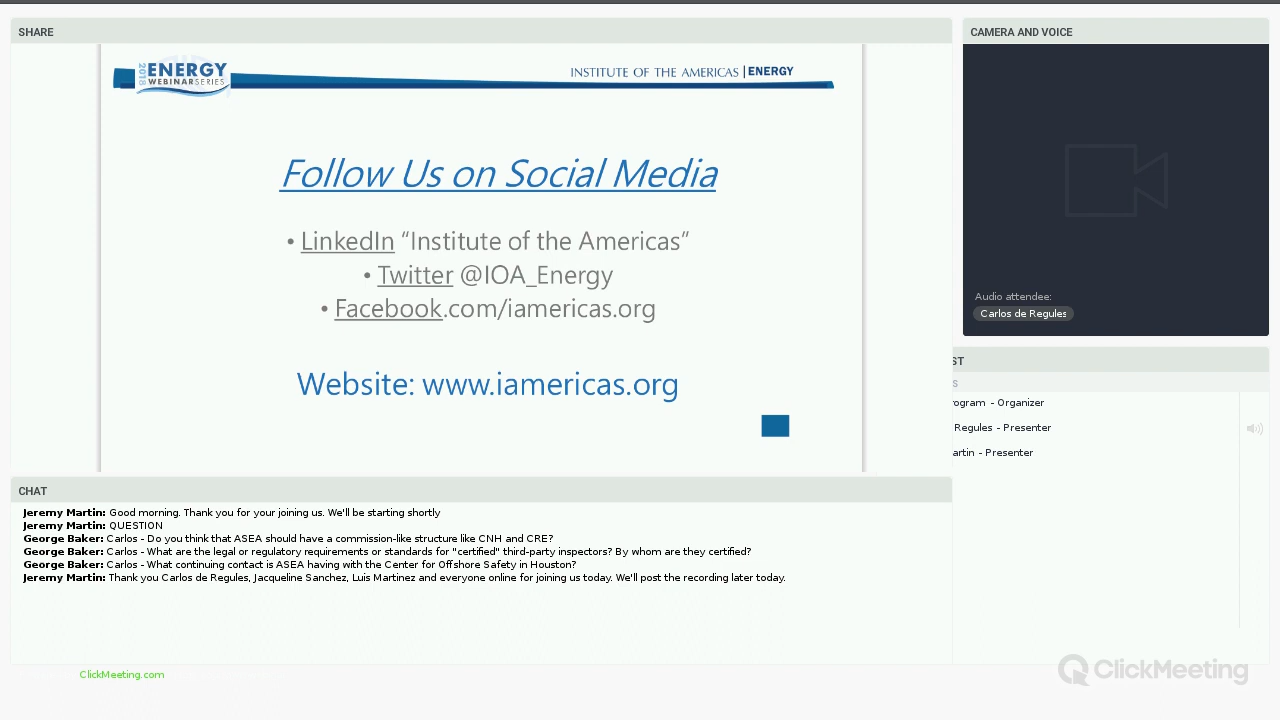 SHARE
2018 ENERGY
WEBINARSERIES
INSTITUTE OF THE AMERICAS | ENERGY
Follow Us on Social Media
• LinkedIn “Institute of the Americas”
• Twitter @IOA_Energy
• Facebook.com/iamericas.org
Website: www.iamericas.org
CAMERA AND VOICE
Audio attendee:
Carlos de Regules
ST
S
rogram - Organizer
Regules - Presenter
artin - Presenter
CHAT
Jeremy Martin: Good morning. Thank you for your joining us. We'll be starting shortly
Jeremy Martin: QUESTION
George Baker: Carlos - Do you think that ASEA should have a commission-like structure like CNH and CRE?
George Baker: Carlos - What are the legal or regulatory requirements or standards for "certified" third-party inspectors? By whom are they certified?
George Baker: Carlos - What continuing contact is ASEA having with the Center for Offshore Safety in Houston?
Jeremy Martin: Thank you Carlos de Regules, Jacqueline Sanchez, Luis Martinez and everyone online for joining us today. We'll post the recording later today.
ClickMeeting.com
ClickMeeting